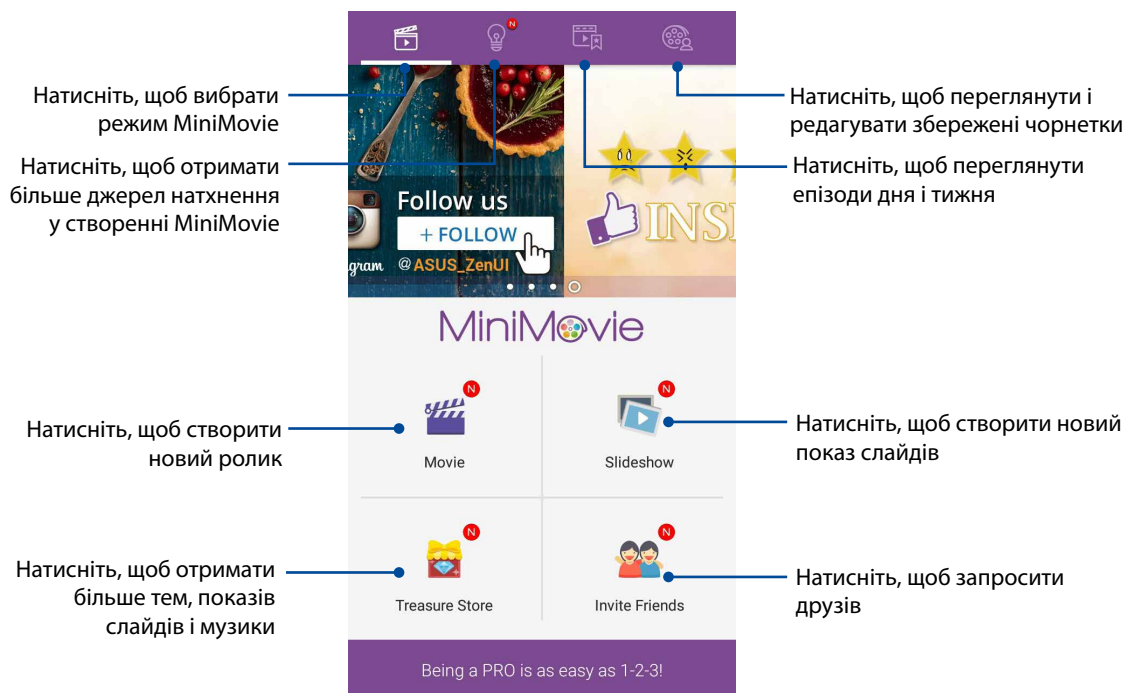 N
Натисніть, щоб вибрати
режим MiniMovie
Натисніть, щоб отримати
більше джерел натхнення
у створенні MiniMovie
Натисніть, щоб переглянути і
редагувати збережені чорнетки
Натисніть, щоб переглянути
епізоди дня і тижня
Follow us
+ FOLLOW
gram @ASUS_ZenUI
INS
MiniMovie
Натисніть, щоб створити
новий ролик
N
Movie
N
Slideshow
Натисніть, щоб створити новий
показ слайдів
Натисніть, щоб отримати
більше тем, показів
слайдів і музики
N
Treasure Store
N
Invite Friends
Натисніть, щоб запросити
друзів
Being a PRO is as easy as 1-2-3!